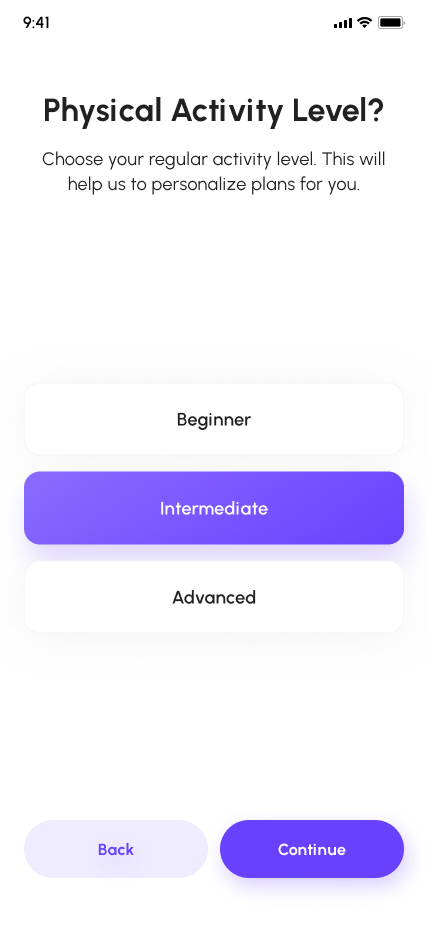 9:41
Physical Activity Level?
Choose your regular activity level. This will
help us to personalize plans for you.
Beginner
Intermediate
Advanced
Back
Continue